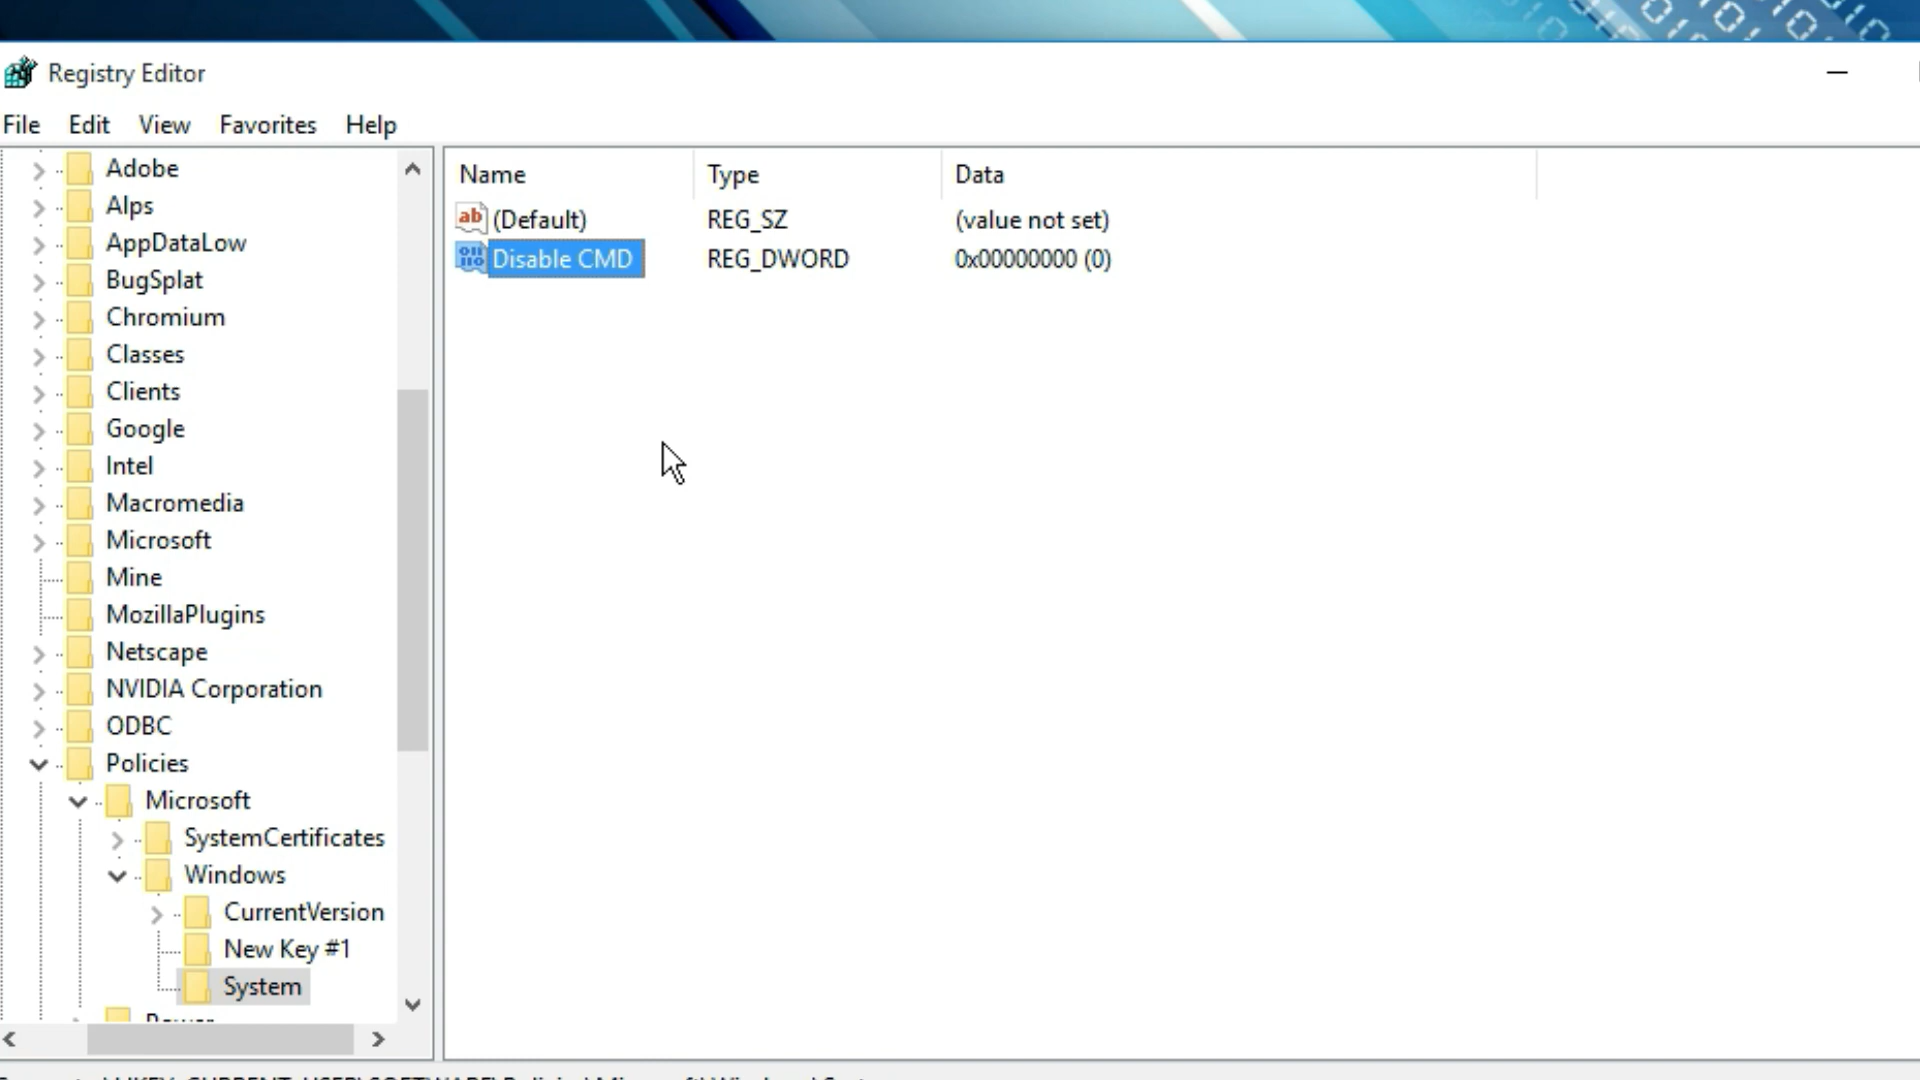 Registry Editor
File Edit View Favorites Help
Name Type Data
(Default) REG_SZ (value not set)
Disable CMD REG_DWORD 0x00000000 (0)
Adobe
Alps
AppDataLow
BugSplat
Chromium
Classes
Clients
Google
Intel
Macromedia
Microsoft
Mine
MozillaPlugins
Netscape
NVIDIA Corporation
ODBC
Policies
Microsoft
SystemCertificates
Windows
CurrentVersion
New Key #1
System